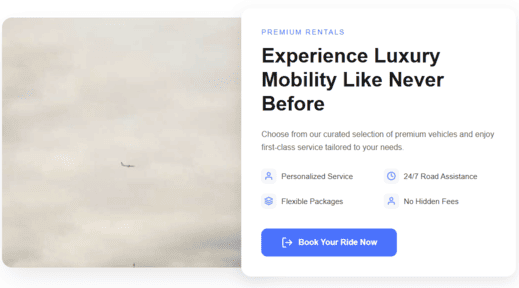 PREMIUM RENTALS
Experience Luxury
Mobility Like Never
Before
Choose from our curated selection of premium vehicles and enjoy
first-class service tailored to your needs.
Personalized Service
24/7 Road Assistance
Flexible Packages
No Hidden Fees
Book Your Ride Now